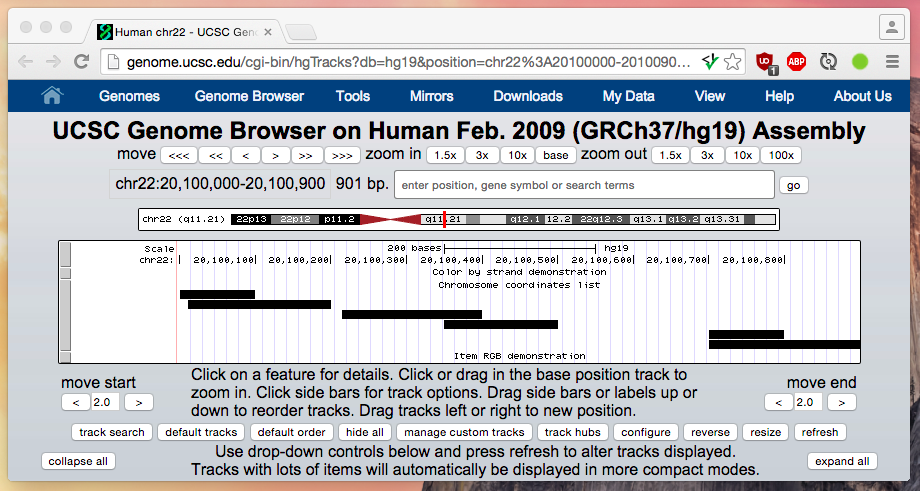 Human chr22 - UCSC Gen
genome.ucsc.edu/cgi-bin/hgTracks?db=hg19&position=chr22%3A20100000-2010090...
UD 1 ABP
Genomes Genome Browser Tools Mirrors Downloads My Data View Help About Us
UCSC Genome Browser on Human Feb. 2009 (GRCh37/hg19) Assembly
move <<< << < > >> >>> zoom in 1.5x 3x 10x base zoom out 1.5x 3x 10x 100x
chr22:20,100,000-20,100,900 901 bp. enter position, gene symbol or search terms go
chr22 (q11.21) 22p13 22p12 p11.2 q11.21 q12.1 12.2 22q12.3 q13.1 q13.2 q13.31
Scale 200 bases hg19
chr22: 20,100,100 20,100,200 20,100,300 20,100,400 20,100,500 20,100,600 20,100,700 20,100,800
Color by strand demonstration
Chromosome coordinates list
Item RGB demonstration
move start
< 2.0 >
Click on a feature for details. Click or drag in the base position track to
zoom in. Click side bars for track options. Drag side bars or labels up or
down to reorder tracks. Drag tracks left or right to new position.
move end
< 2.0 >
track search default tracks default order hide all manage custom tracks track hubs configure reverse resize refresh
collapse all
Use drop-down controls below and press refresh to alter tracks displayed.
Tracks with lots of items will automatically be displayed in more compact modes.
expand all